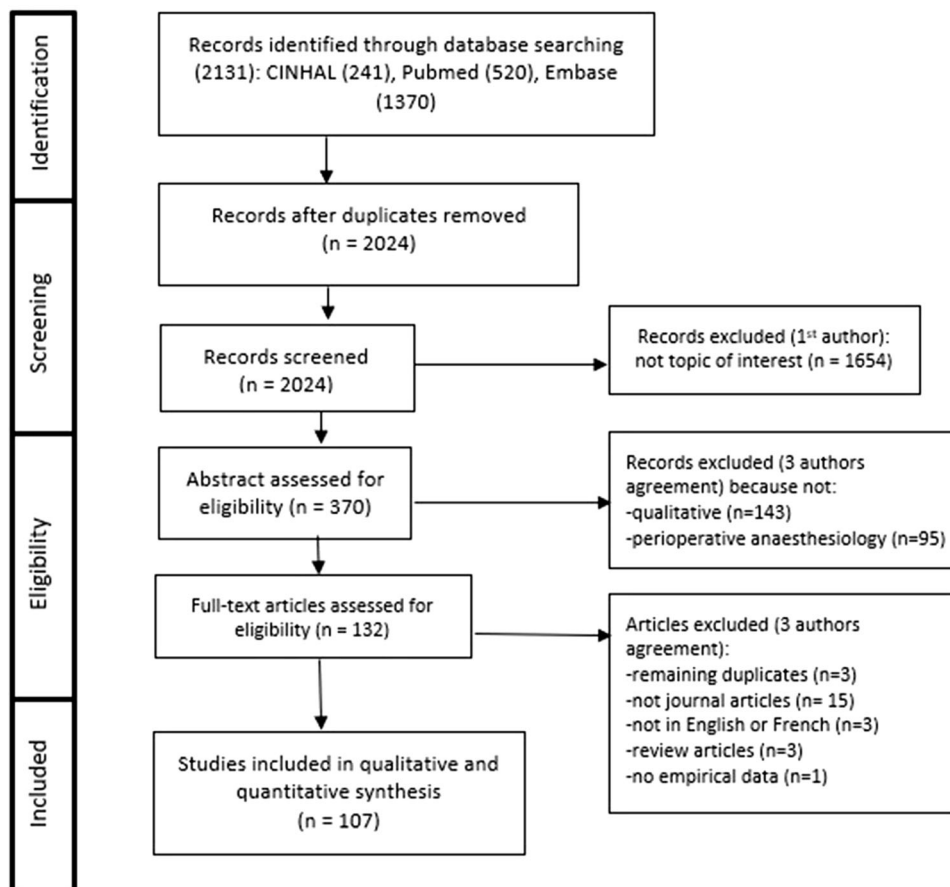 Identification
Records identified through database searching
(2131): CINHAL (241), Pubmed (520), Embase
(1370)
Records after duplicates removed
(n = 2024)
Screening
Records screened
(n = 2024)
Records excluded (1st author):
not topic of interest (n = 1654)
Eligibility
Abstract assessed for
eligibility (n = 370)
Records excluded (3 authors
agreement) because not:
-qualitative (n=143)
-perioperative anaesthesiology (n=95)
Full-text articles assessed for
eligibility (n = 132)
Articles excluded (3 authors
agreement):
-remaining duplicates (n=3)
-not journal articles (n= 15)
-not in English or French (n=3)
-review articles (n=3)
-no empirical data (n=1)
Included
Studies included in qualitative and
quantitative synthesis
(n = 107)